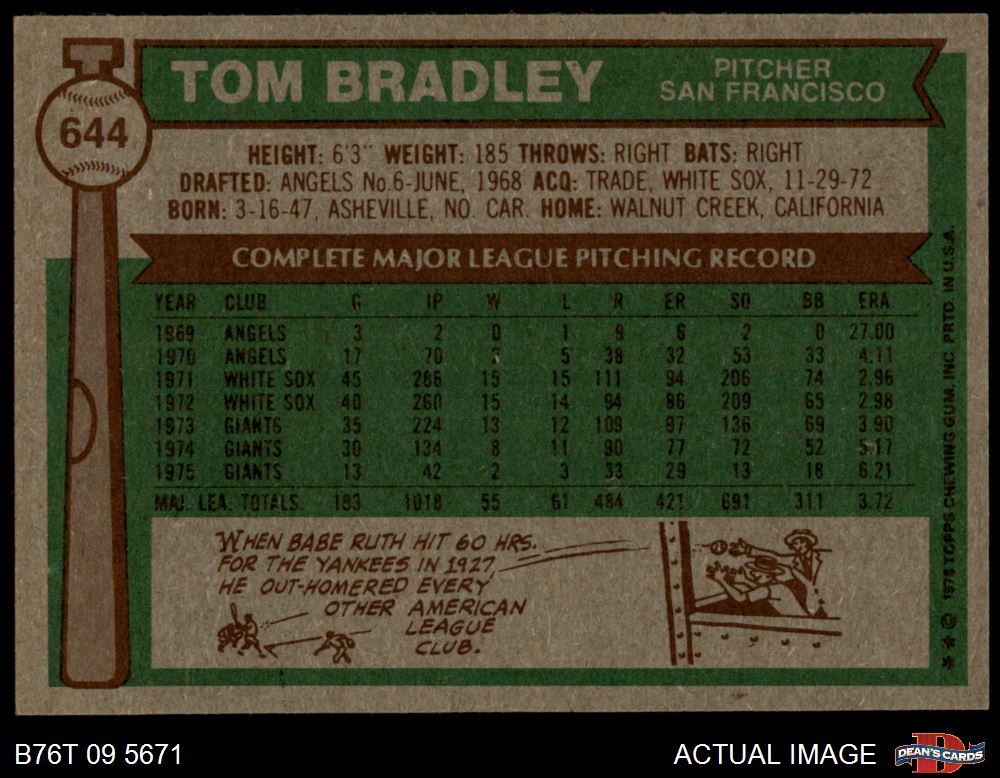 TOM BRADLEY
PITCHER
SAN FRANCISCO
644
HEIGHT: 6'3" WEIGHT: 185 THROWS: RIGHT BATS: RIGHT
DRAFTED: ANGELS No.6-JUNE, 1968 ACQ: TRADE, WHITE SOX, 11-29-72
BORN: 3-16-47, ASHEVILLE, NO. CAR. HOME: WALNUT CREEK, CALIFORNIA
COMPLETE MAJOR LEAGUE PITCHING RECORD
YEAR CLUB G IP W L R ER SO BB ERA
1969 ANGELS 3 2 0 1 9 6 2 0 27.00
1970 ANGELS 17 70 3 5 38 32 53 33 4.11
1971 WHITE SOX 45 286 15 15 111 94 206 74 2.96
1972 WHITE SOX 40 260 15 14 94 86 209 65 2.98
1973 GIANTS 35 224 13 12 109 97 136 69 3.90
1974 GIANTS 30 134 8 11 90 77 72 52 5.17
1975 GIANTS 13 42 2 3 33 29 13 18 6.21
MAJ. LEA. TOTALS 183 1018 55 61 484 421 691 311 3.72
WHEN BABE RUTH HIT 60 HRS.
FOR THE YANKEES IN 1927,
HE OUT-HOMERED EVERY
OTHER AMERICAN
LEAGUE
CLUB.
** © 1976 TOPPS CHEWING GUM, INC. PRTD. IN U.S.A.
B76T 09 5671
ACTUAL IMAGE
D
DEAN'S CARDS